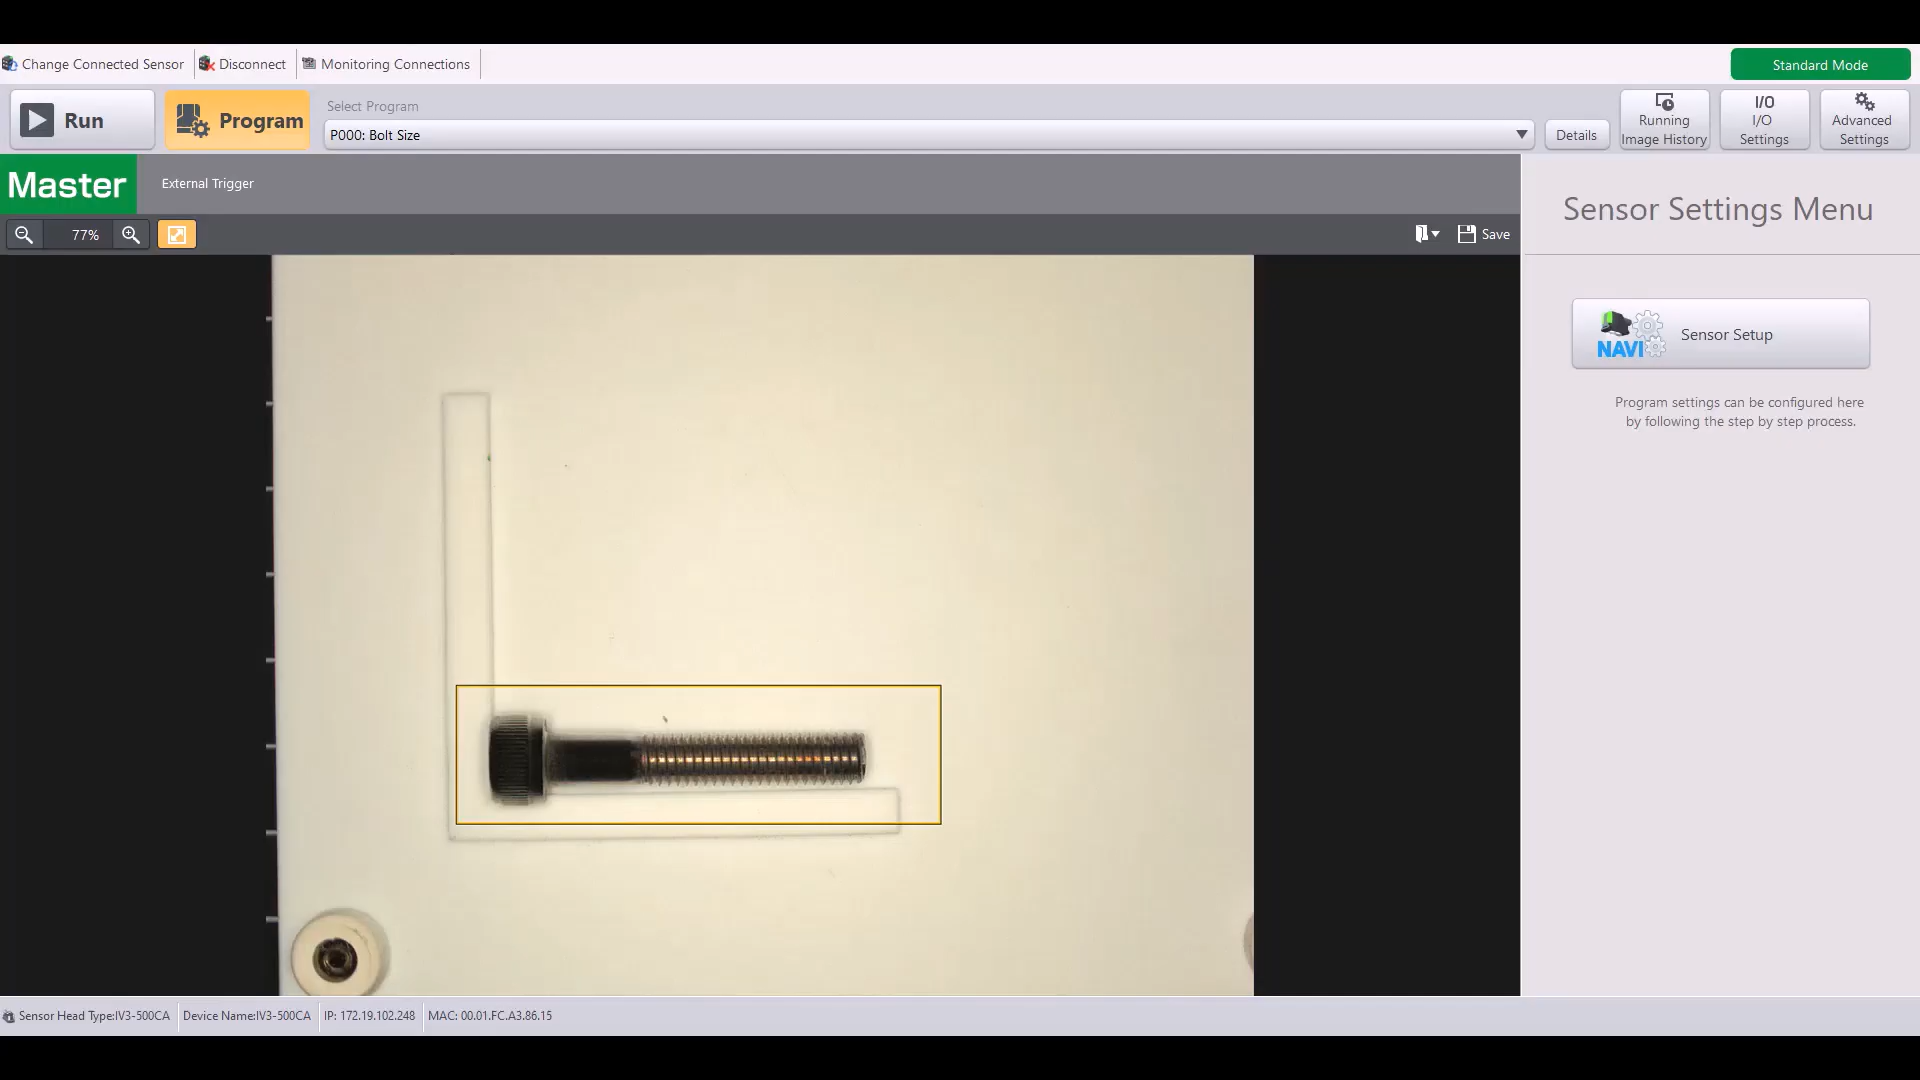 Change Connected Sensor
Disconnect
Monitoring Connections
Standard Mode
Run
Program
Select Program
P000: Bolt Size
Details
Running
Image History
I/O
I/O
Settings
Advanced
Settings
Master
External Trigger
77%
Save
Sensor Settings Menu
NAVI
Sensor Setup
Program settings can be configured here
by following the step by step process.
Sensor Head Type:IV3-500CA
Device Name:IV3-500CA
IP: 172.19.102.248
MAC: 00.01.FC.A3.86.15